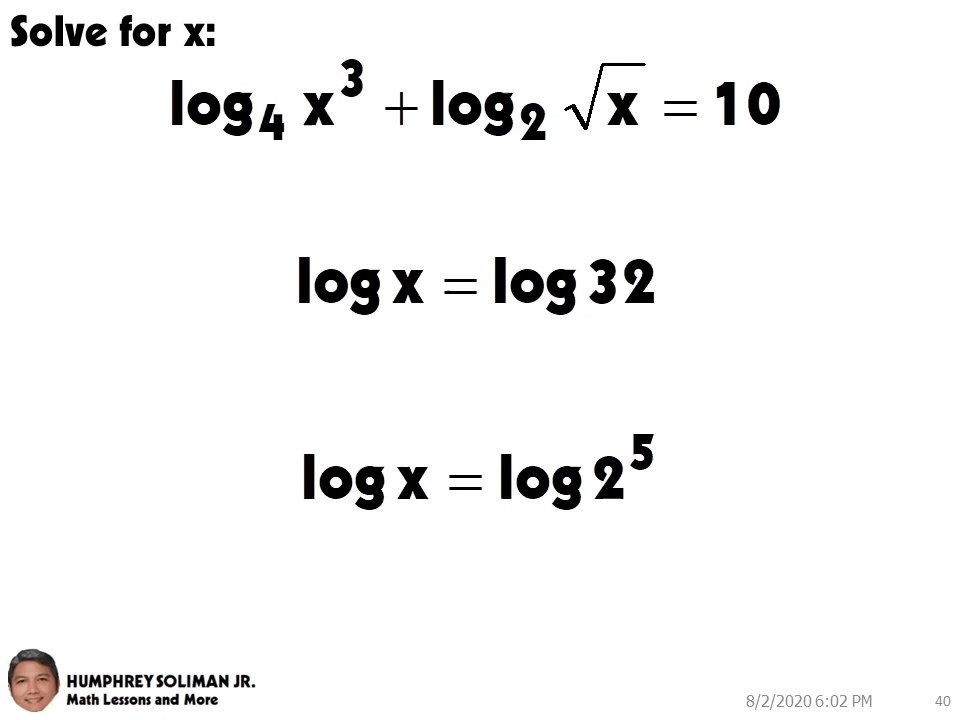 Solve for x:
log₄ x³ + log₂ √x = 10
log x = log 32
log x = log 2⁵
HUMPHREY SOLIMAN JR.
Math Lessons and More
8/2/2020 6:02 PM
40